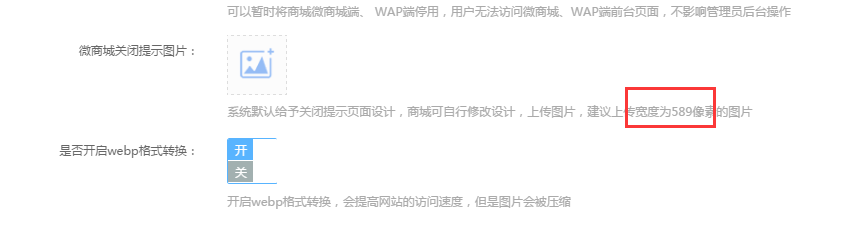 可以暂时将商城微商城端、 WAP端停用，用户无法访问微商城、WAP端前台页面，不影响管理员后台操作
微商城关闭提示图片：
系统默认给予关闭提示页面设计，商城可自行修改设计，上传图片，建议上传宽度为589像素的图片
是否开启webp格式转换：
开
关
开启webp格式转换，会提高网站的访问速度，但是图片会被压缩